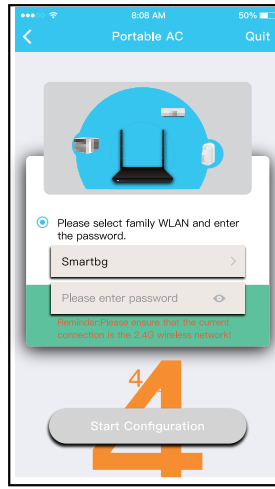 8:08 AM 50%
Portable AC Quit
Please select family WLAN and enter
the password.
Smartbg
Please enter password
Reminder:Please ensure that the current
connection is the 2.4G wireless network!
4
4
Start Configuration